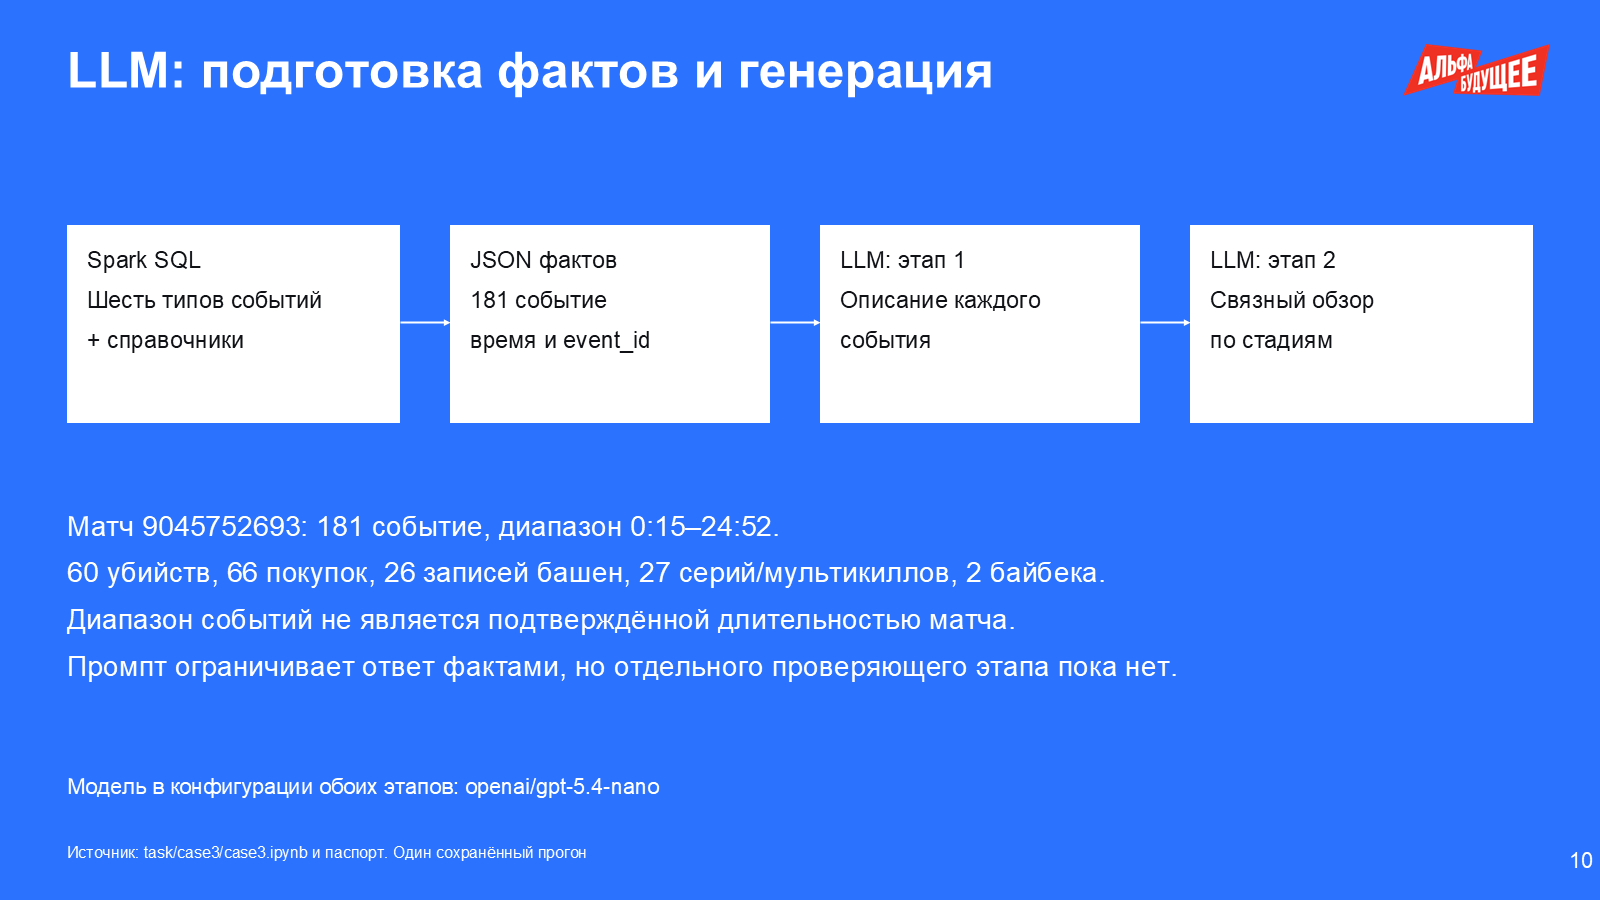 LLM: подготовка фактов и генерация
АЛЬФА
БУДУЩЕЕ
Spark SQL
Шесть типов событий
+ справочники
JSON фактов
181 событие
время и event_id
LLM: этап 1
Описание каждого
события
LLM: этап 2
Связный обзор
по стадиям
Матч 9045752693: 181 событие, диапазон 0:15–24:52.
60 убийств, 66 покупок, 26 записей башен, 27 серий/мультикиллов, 2 байбека.
Диапазон событий не является подтверждённой длительностью матча.
Промпт ограничивает ответ фактами, но отдельного проверяющего этапа пока нет.
Модель в конфигурации обоих этапов: openai/gpt-5.4-nano
Источник: task/case3/case3.ipynb и паспорт. Один сохранённый прогон
10